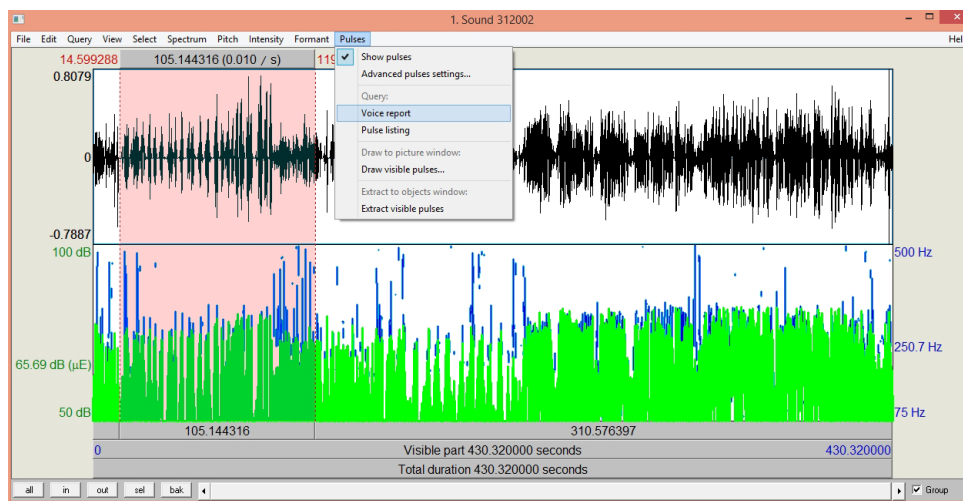 1. Sound 312002
File Edit Query View Select Spectrum Pitch Intensity Formant Pulses Hel
14.599288 105.144316 (0.010 / s) 119
0.8079
0
-0.7887
Show pulses
Advanced pulses settings...
Query:
Voice report
Pulse listing
Draw to picture window:
Draw visible pulses...
Extract to objects window:
Extract visible pulses
100 dB 500 Hz
65.69 dB (µE) 250.7 Hz
50 dB 75 Hz
105.144316 310.576397
0 Visible part 430.320000 seconds 430.320000
Total duration 430.320000 seconds
all in out sel bak Group